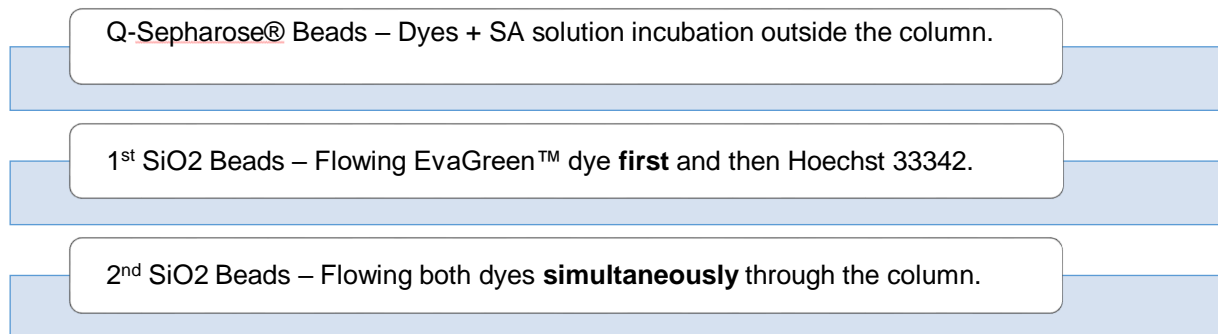 Q-Sepharose® Beads – Dyes + SA solution incubation outside the column.
1st SiO2 Beads – Flowing EvaGreen™ dye first and then Hoechst 33342.
2nd SiO2 Beads – Flowing both dyes simultaneously through the column.